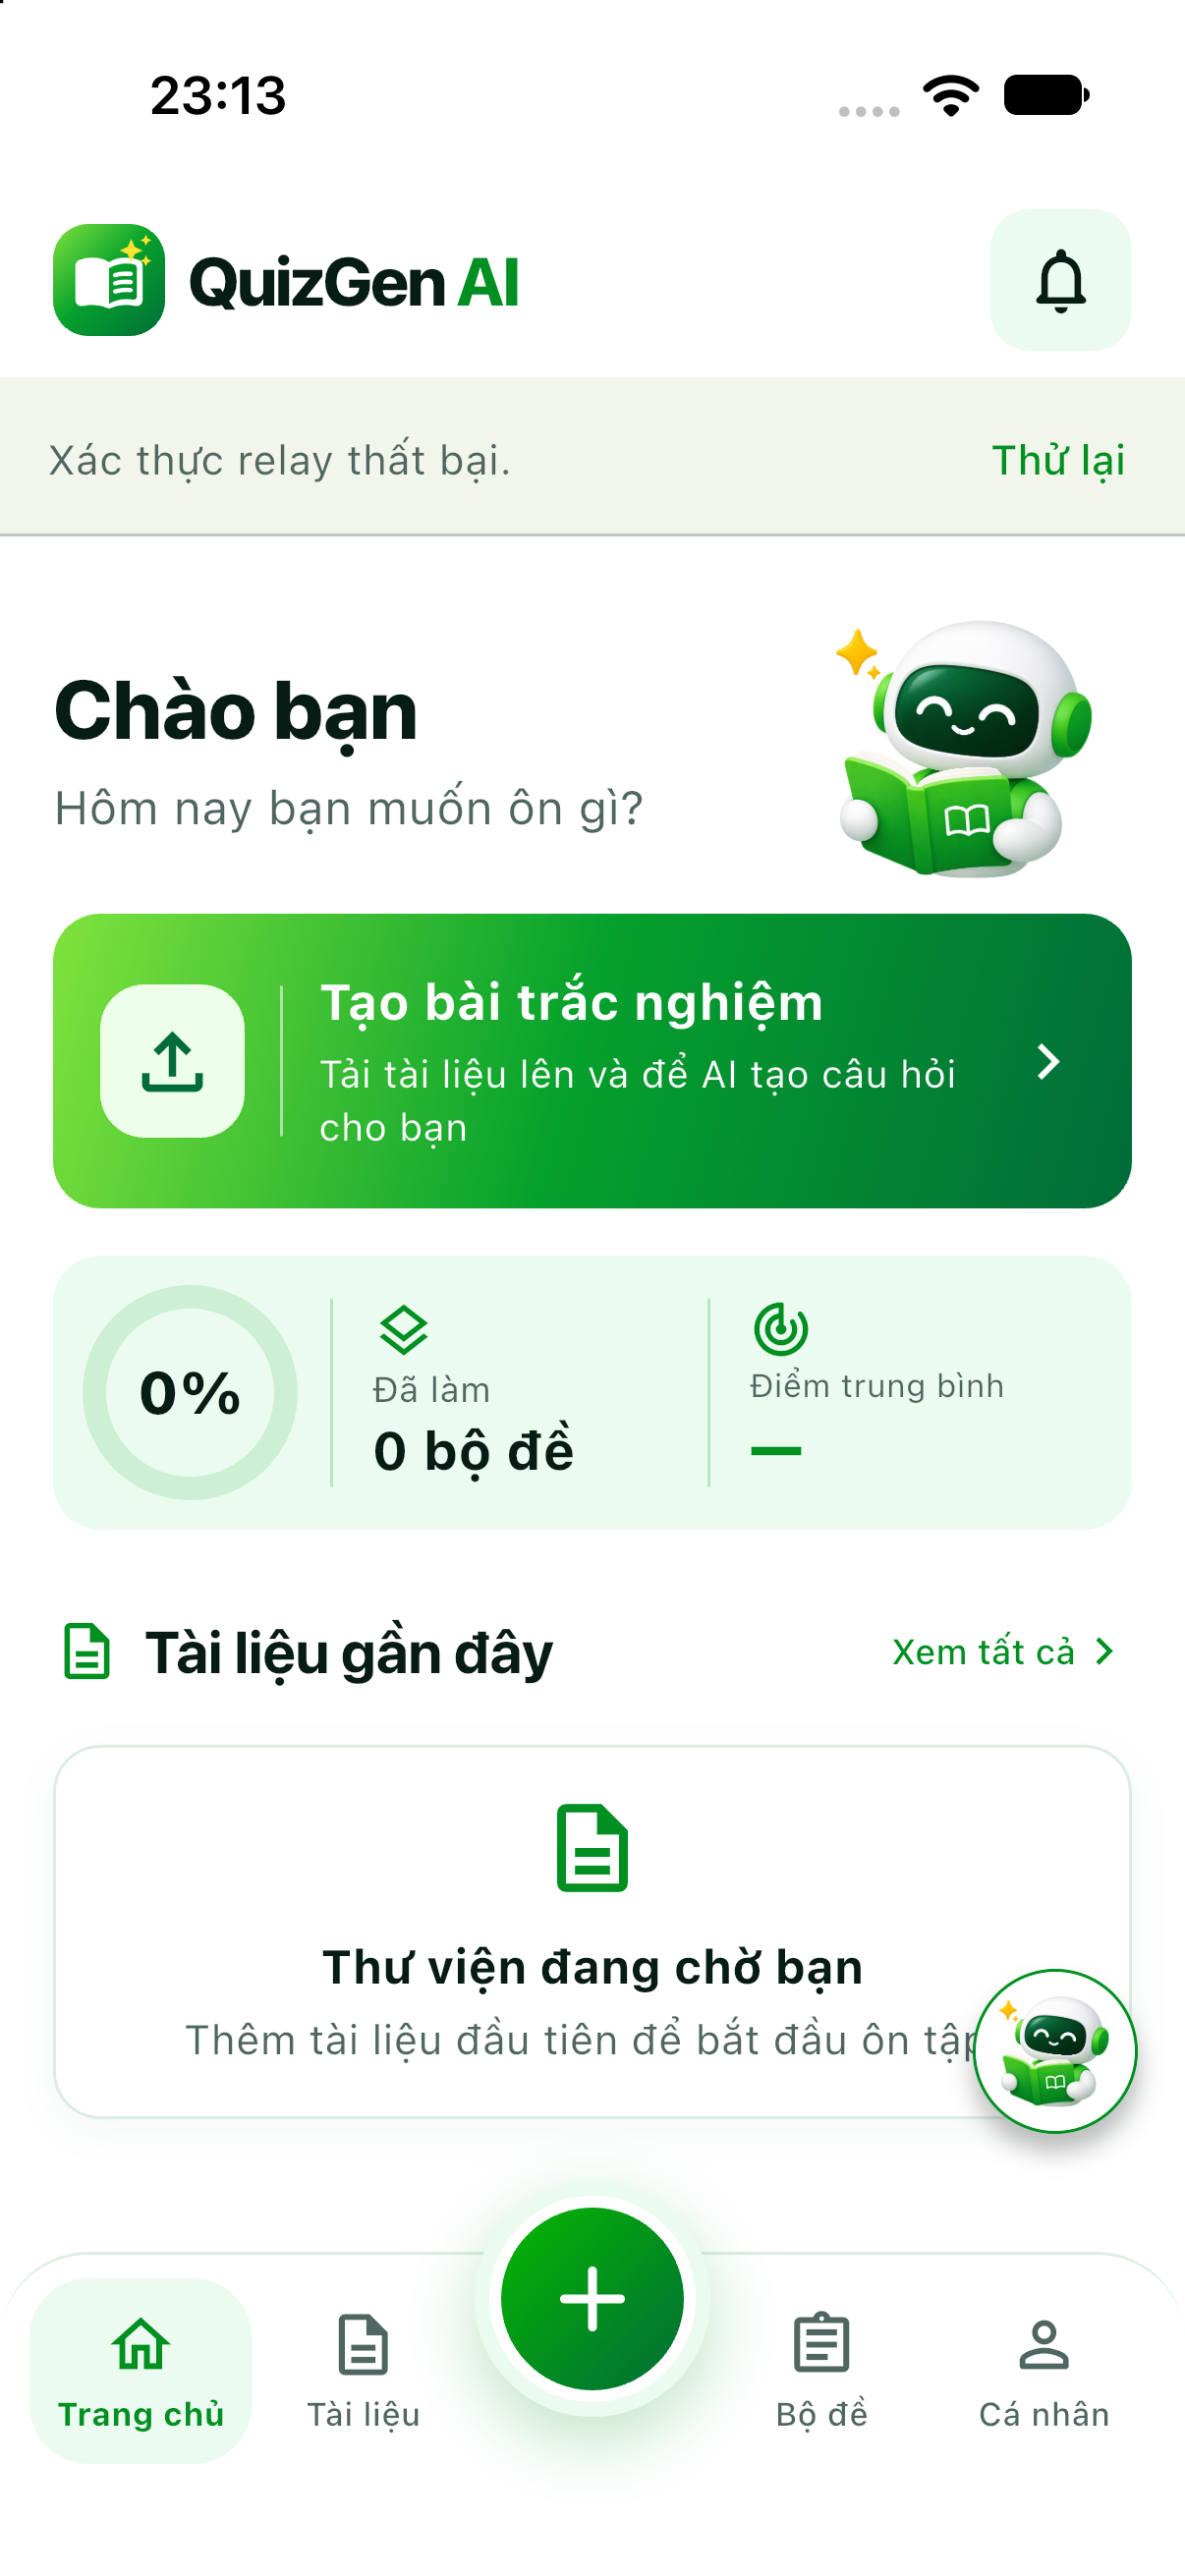 23:13
QuizGen AI
Xác thực relay thất bại.
Thử lại
Chào bạn
Hôm nay bạn muốn ôn gì?
Tạo bài trắc nghiệm
Tải tài liệu lên và để AI tạo câu hỏi
cho bạn
0%
Đã làm
0 bộ đề
Điểm trung bình
—
Tài liệu gần đây
Xem tất cả
Thư viện đang chờ bạn
Thêm tài liệu đầu tiên để bắt đầu ôn tập
Trang chủ
Tài liệu
Bộ đề
Cá nhân